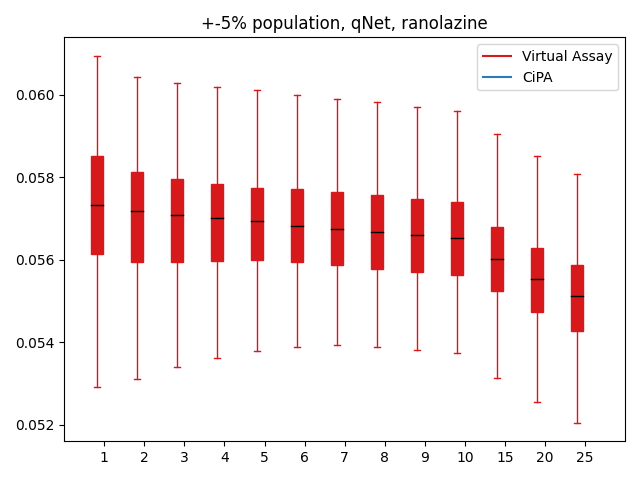 +-5% population, qNet, ranolazine
Virtual Assay
CiPA
0.060
0.058
0.056
0.054
0.052
1 2 3 4 5 6 7 8 9 10 15 20 25